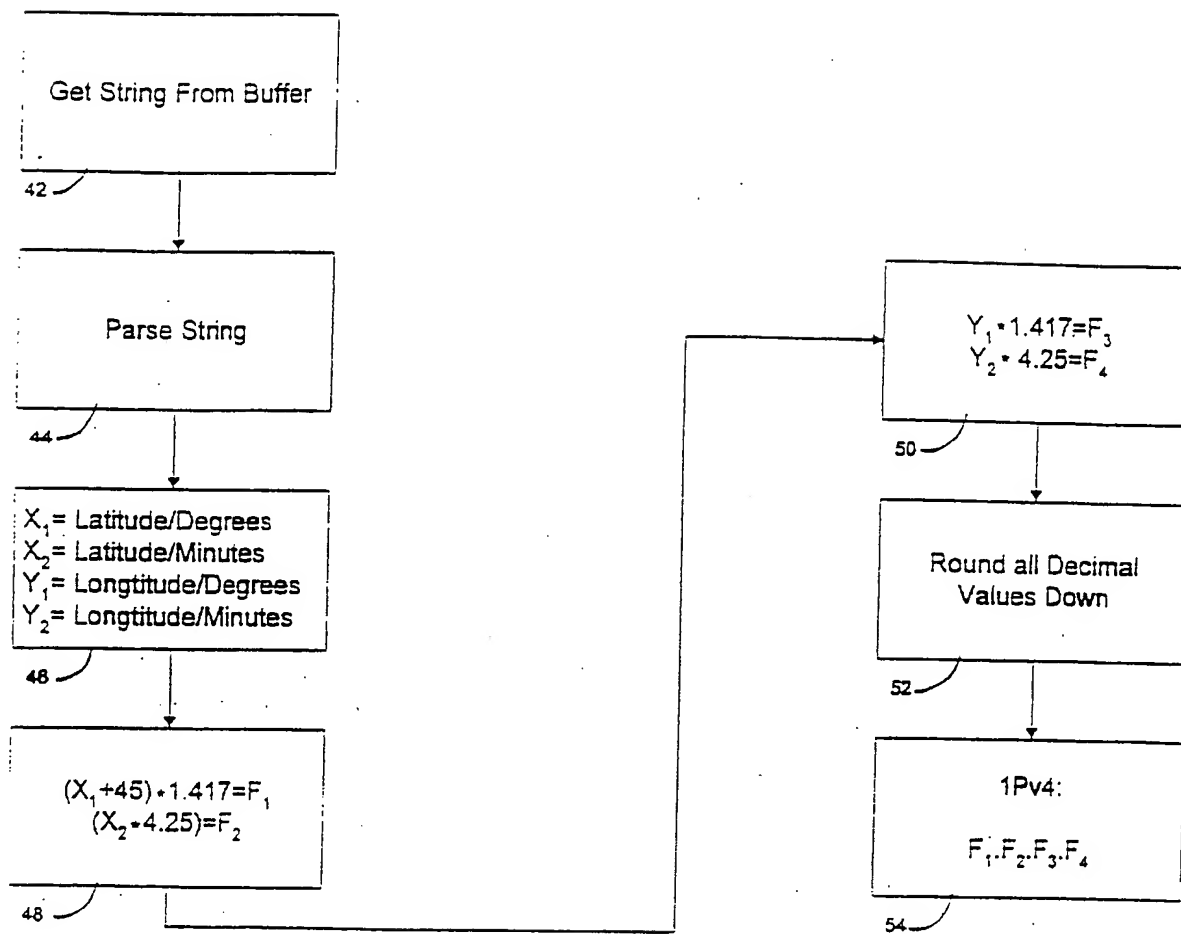 Get String From Buffer
42
Parse String
44
X₁= Latitude/Degrees
X₂= Latitude/Minutes
Y₁= Longtitude/Degrees
Y₂= Longtitude/Minutes
46
(X₁+45)*1.417=F₁
(X₂*4.25)=F₂
48
Y₁*1.417=F₃
Y₂*4.25=F₄
50
Round all Decimal
Values Down
52
1Pv4:
F₁.F₂.F₃.F₄
54